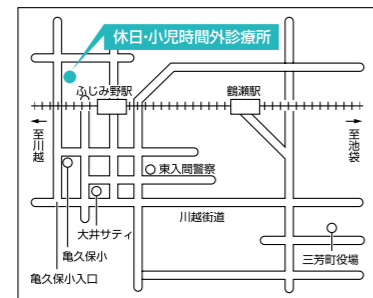 休日・小児時間外診療所
ふじみ野駅
鶴瀬駅
至川越
至池袋
東入間警察
川越街道
大井サティ
亀久保小
亀久保小入口
三芳町役場